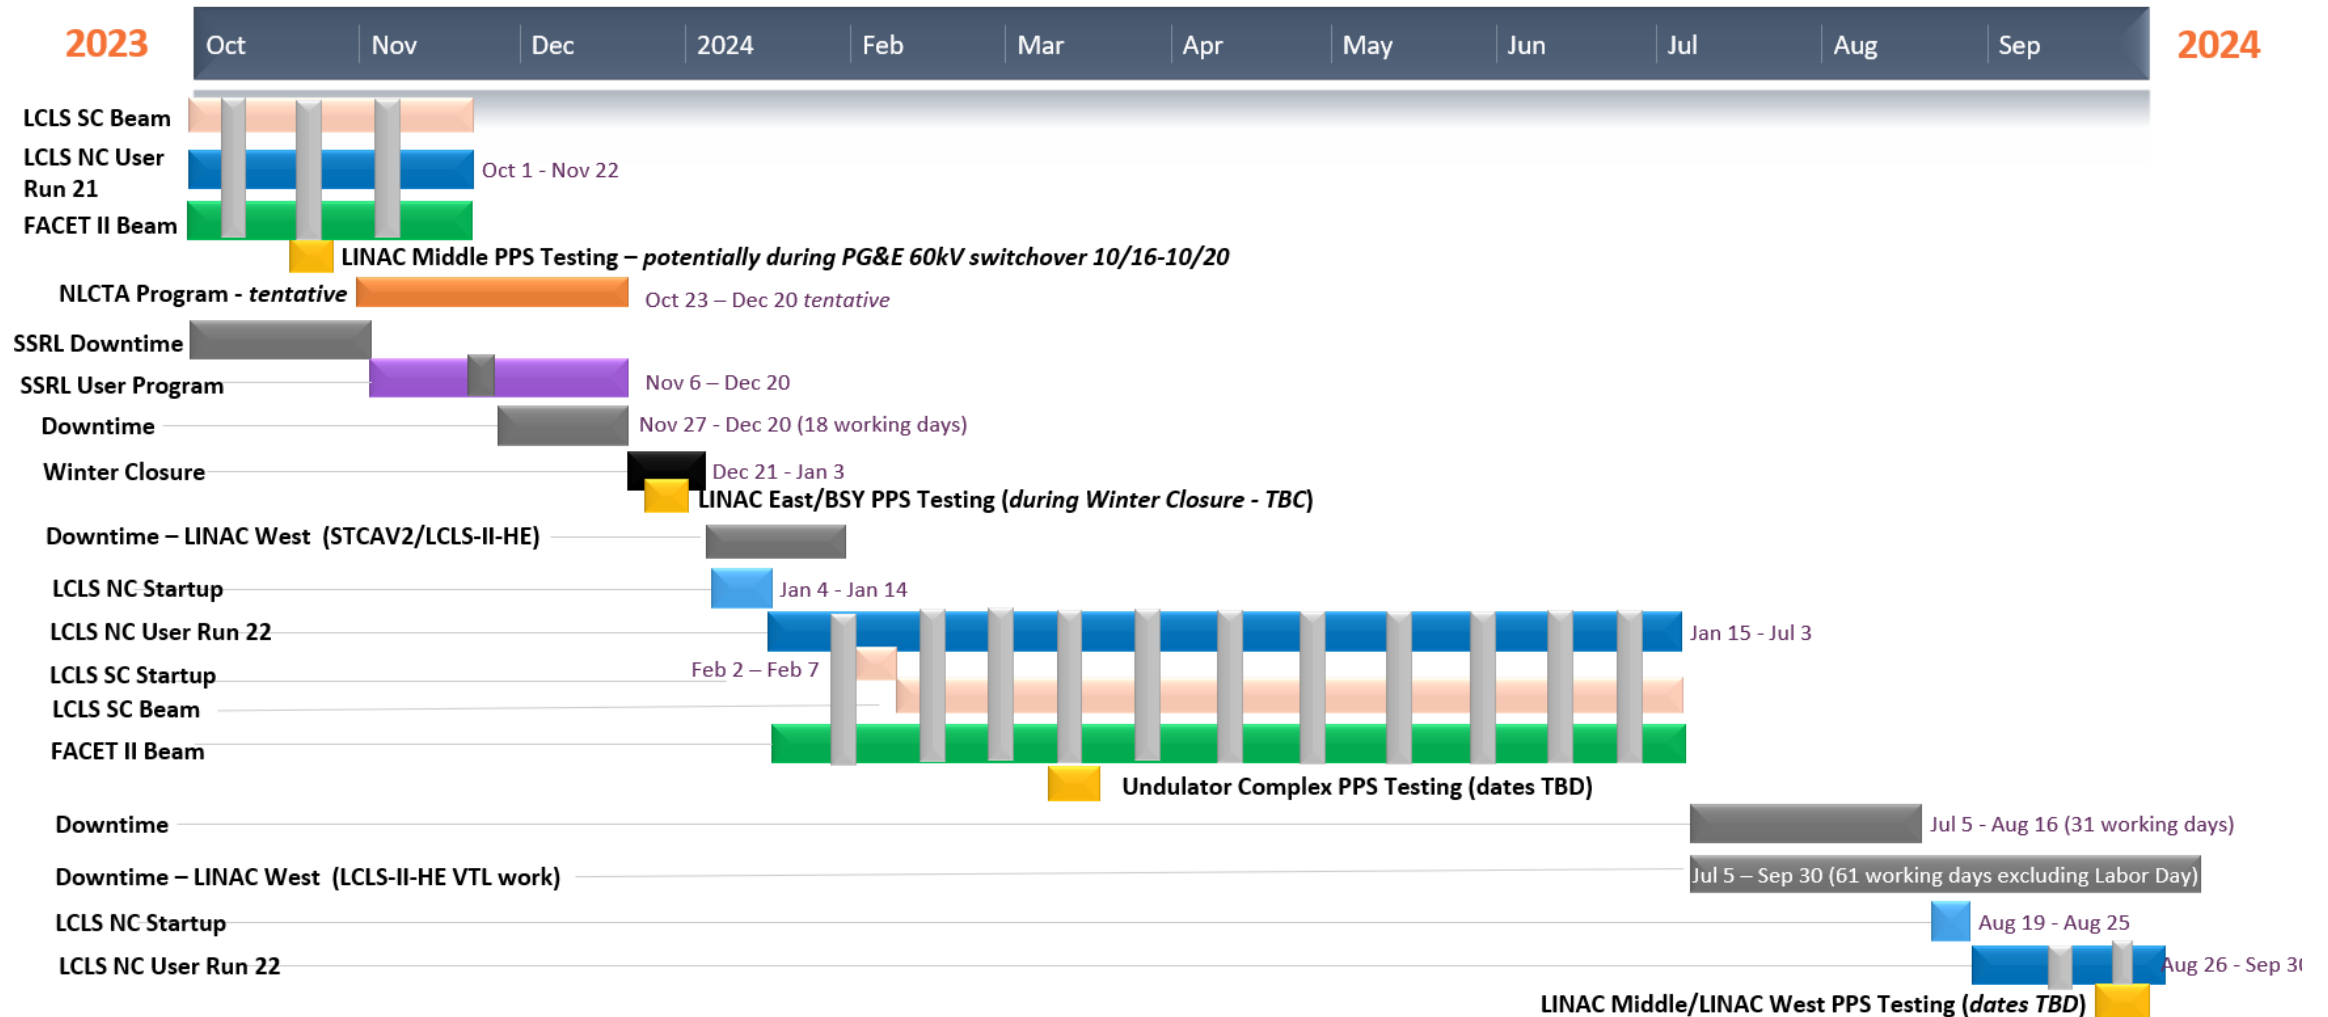 2023 Oct Nov Dec 2024 Feb Mar Apr May Jun Jul Aug Sep 2024
LCLS SC Beam
LCLS NC User
Run 21
Oct 1 - Nov 22
FACET II Beam
LINAC Middle PPS Testing – potentially during PG&E 60kV switchover 10/16-10/20
NLCTA Program - tentative
Oct 23 – Dec 20 tentative
SSRL Downtime
SSRL User Program
Nov 6 – Dec 20
Downtime
Nov 27 - Dec 20 (18 working days)
Winter Closure
Dec 21 - Jan 3
LINAC East/BSY PPS Testing (during Winter Closure - TBC)
Downtime – LINAC West (STCAV2/LCLS-II-HE)
LCLS NC Startup
Jan 4 - Jan 14
LCLS NC User Run 22
Jan 15 - Jul 3
LCLS SC Startup
Feb 2 – Feb 7
LCLS SC Beam
FACET II Beam
Undulator Complex PPS Testing (dates TBD)
Downtime
Jul 5 - Aug 16 (31 working days)
Downtime – LINAC West (LCLS-II-HE VTL work)
Jul 5 – Sep 30 (61 working days excluding Labor Day)
LCLS NC Startup
Aug 19 - Aug 25
LCLS NC User Run 22
Aug 26 - Sep 30
LINAC Middle/LINAC West PPS Testing (dates TBD)